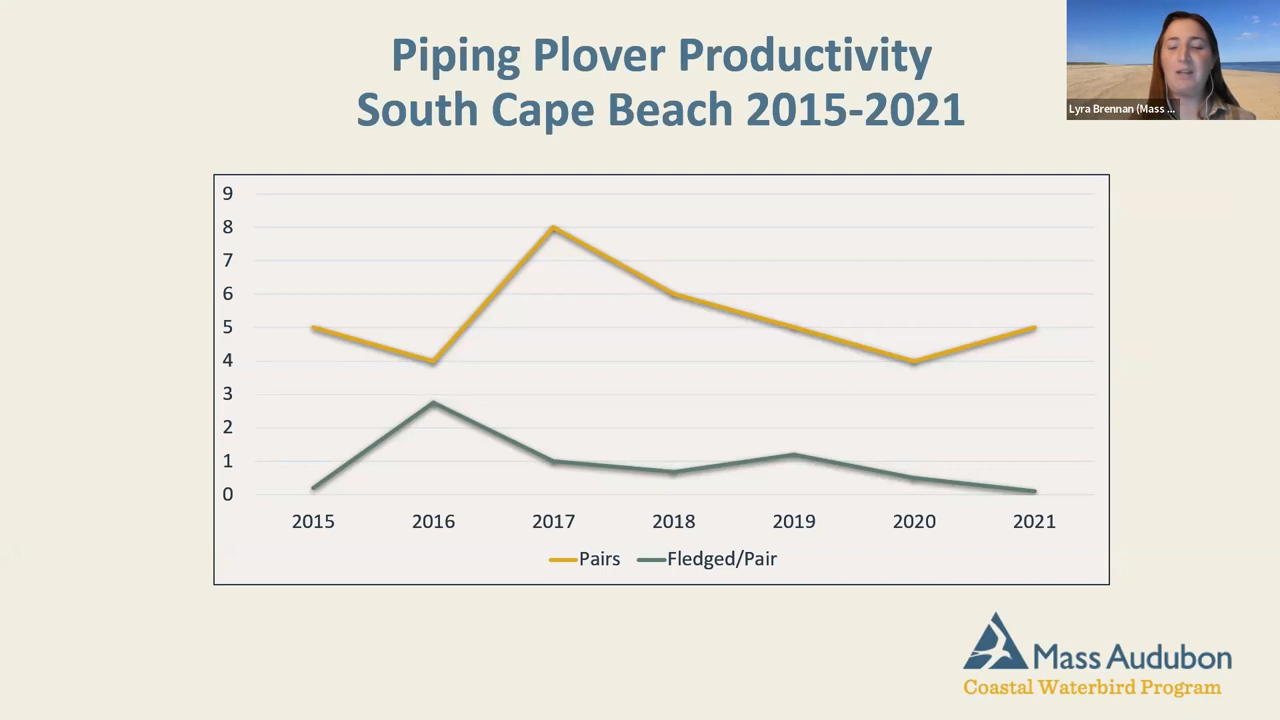 Piping Plover Productivity
South Cape Beach 2015-2021
Lyra Brennan (Mass ...
9
8
7
6
5
4
3
2
1
0
2015 2016 2017 2018 2019 2020 2021
Pairs Fledged/Pair
Mass Audubon
Coastal Waterbird Program